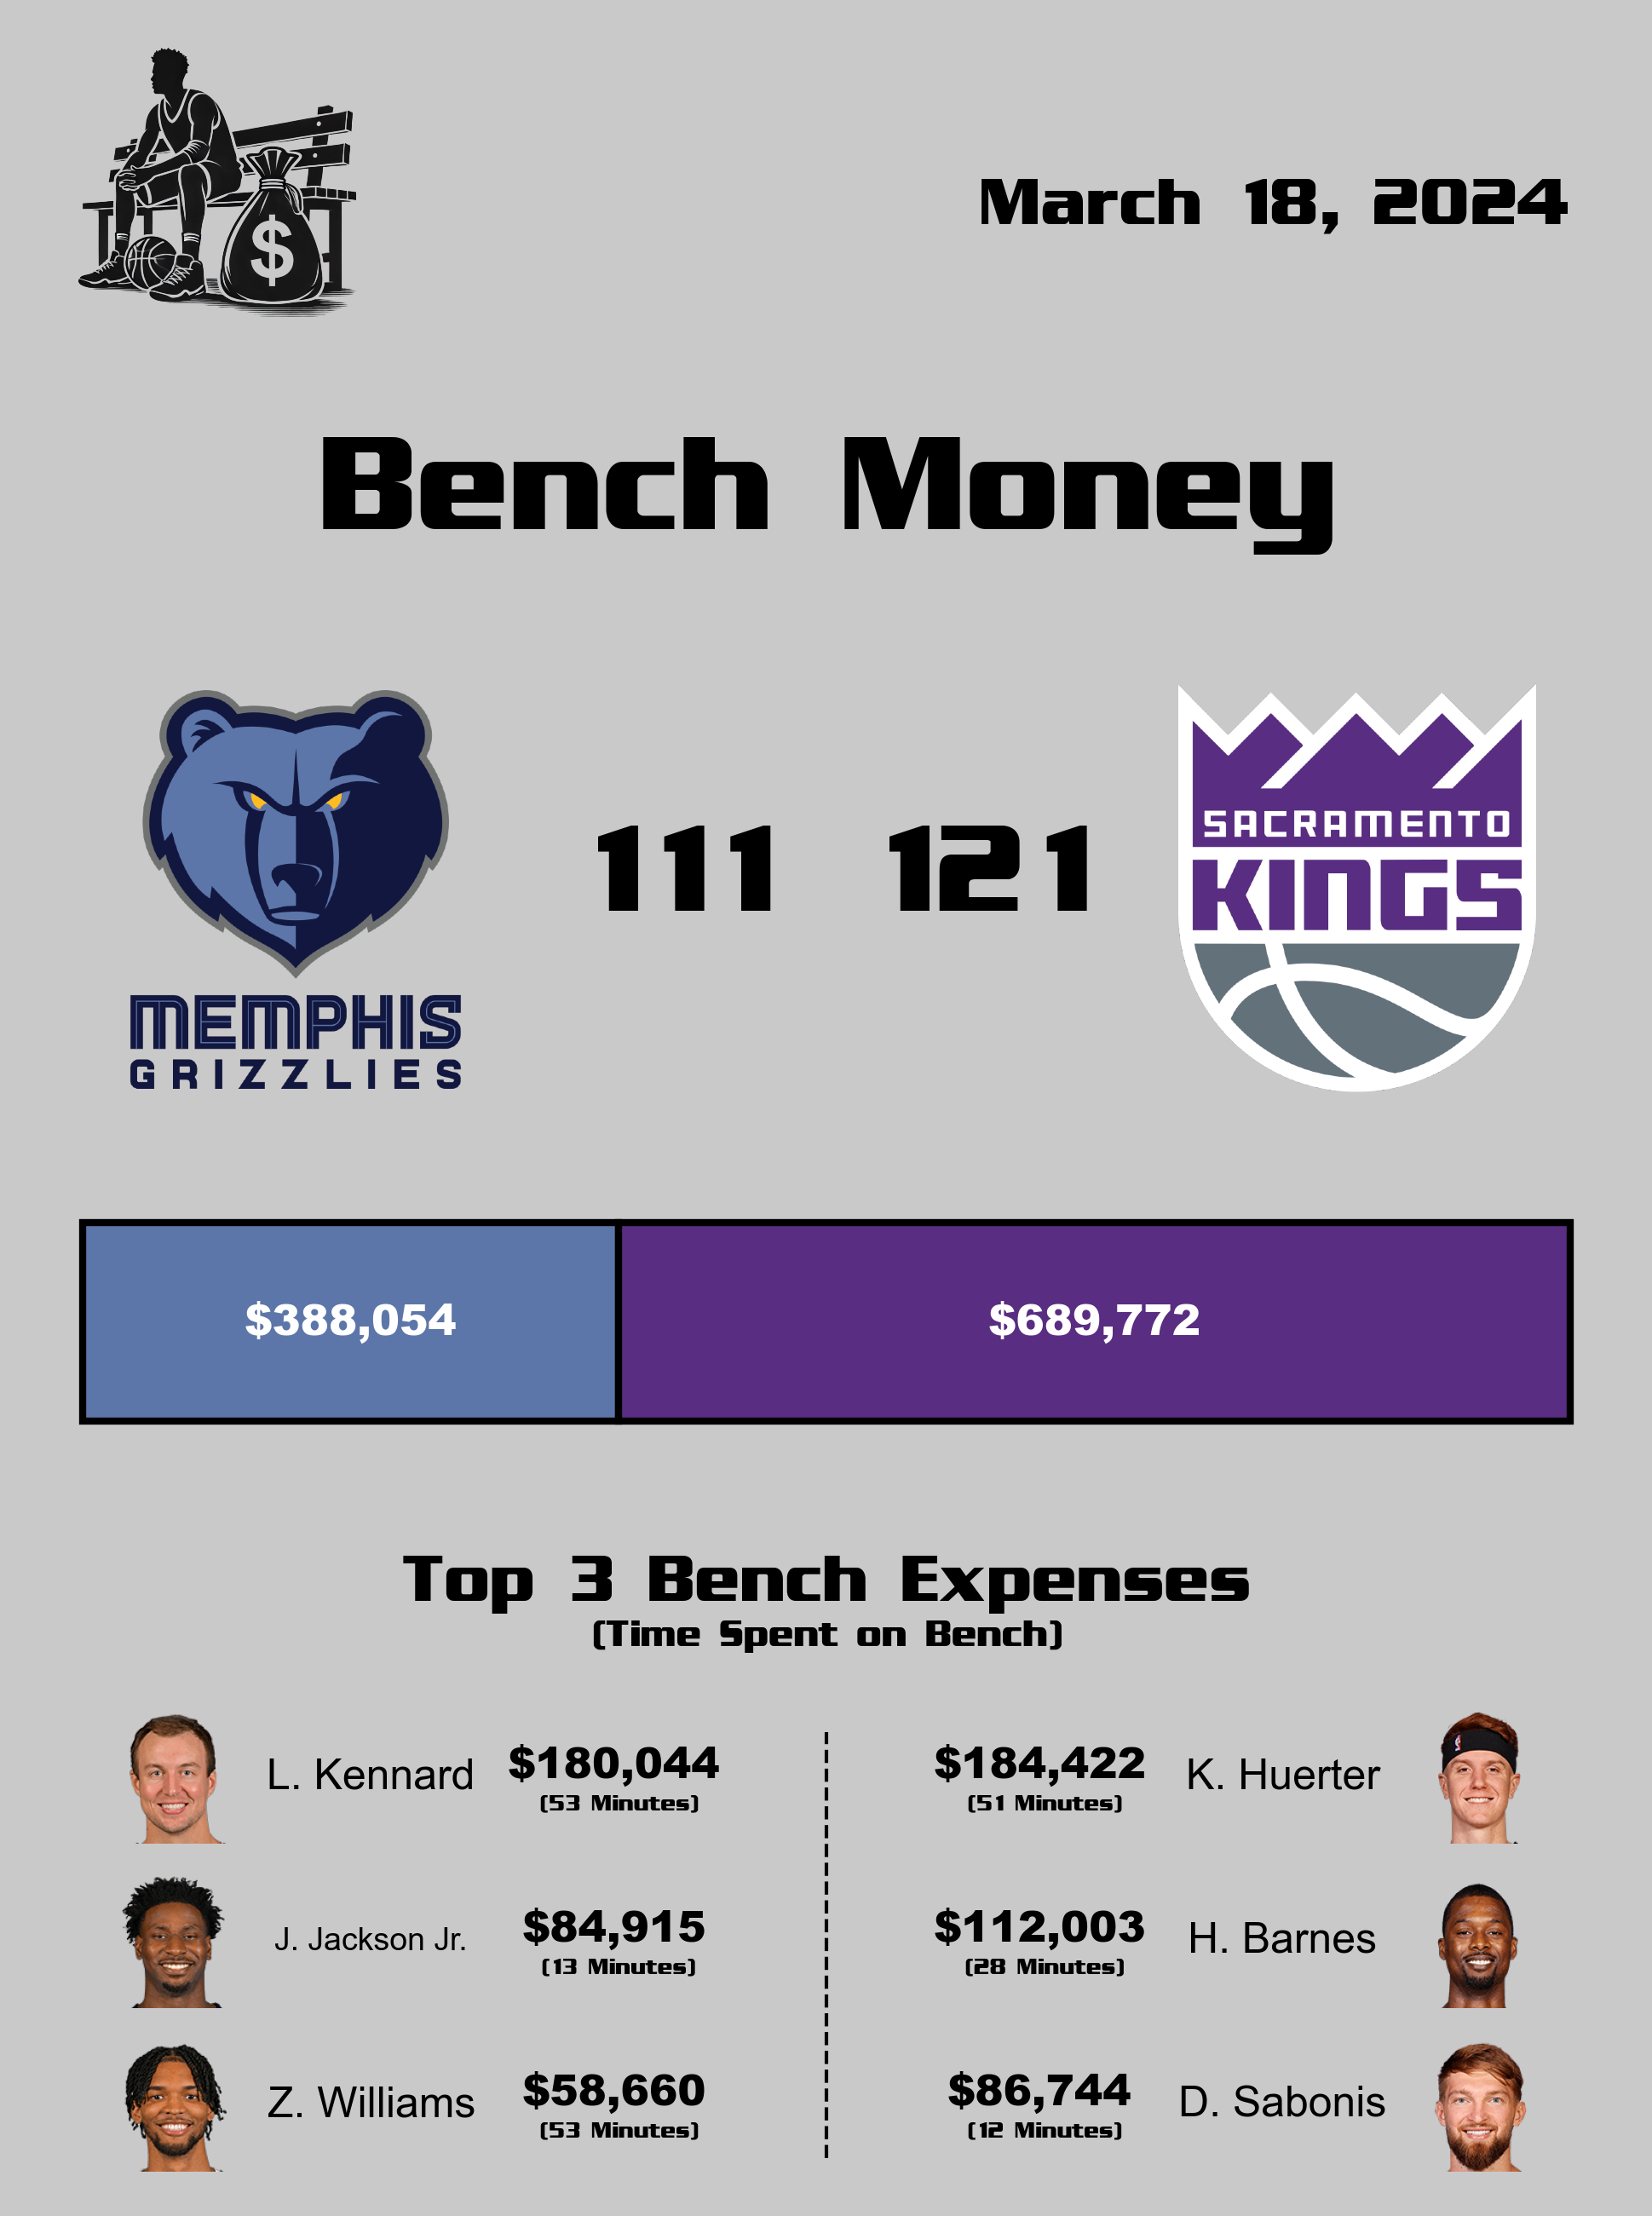 $
March 18, 2024
Bench Money
MEMPHIS
GRIZZLIES
111 121
SACRAMENTO
KINGS
$388,054 $689,772
Top 3 Bench Expenses
(Time Spent on Bench)
L. Kennard $180,044
(53 Minutes)
$184,422 K. Huerter
(51 Minutes)
J. Jackson Jr. $84,915
(13 Minutes)
$112,003 H. Barnes
(28 Minutes)
Z. Williams $58,660
(53 Minutes)
$86,744 D. Sabonis
(12 Minutes)